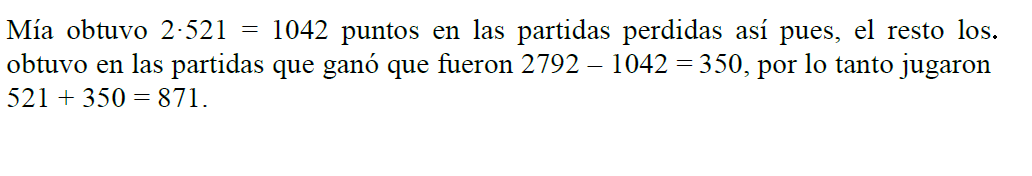 Mía obtuvo 2·521 = 1042 puntos en las partidas perdidas así pues, el resto los.
obtuvo en las partidas que ganó que fueron 2792 – 1042 = 350, por lo tanto jugaron
521 + 350 = 871.